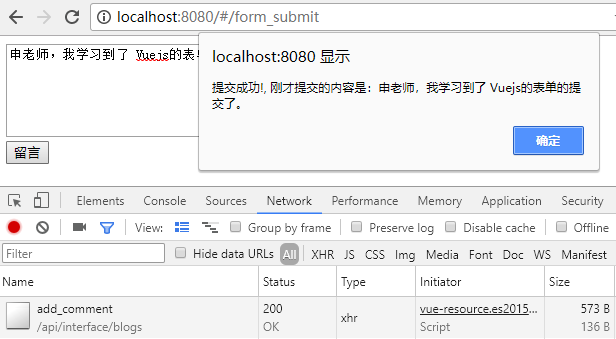 localhost:8080/#/form_submit
localhost:8080 显示
申老师，我学习到了 Vuejs的表单
提交成功!, 刚才提交的内容是：申老师，我学习到了 Vuejs的表单的提
交了。
确定
留言
Elements Console Sources Network Performance Memory Application Security
View: Group by frame Preserve log Disable cache Offline
Filter Hide data URLs All XHR JS CSS Img Media Font Doc WS Manifest
Name Status Type Initiator Size
add_comment 200 xhr vue-resource.es2015... 573 B
/api/interface/blogs OK Script 136 B